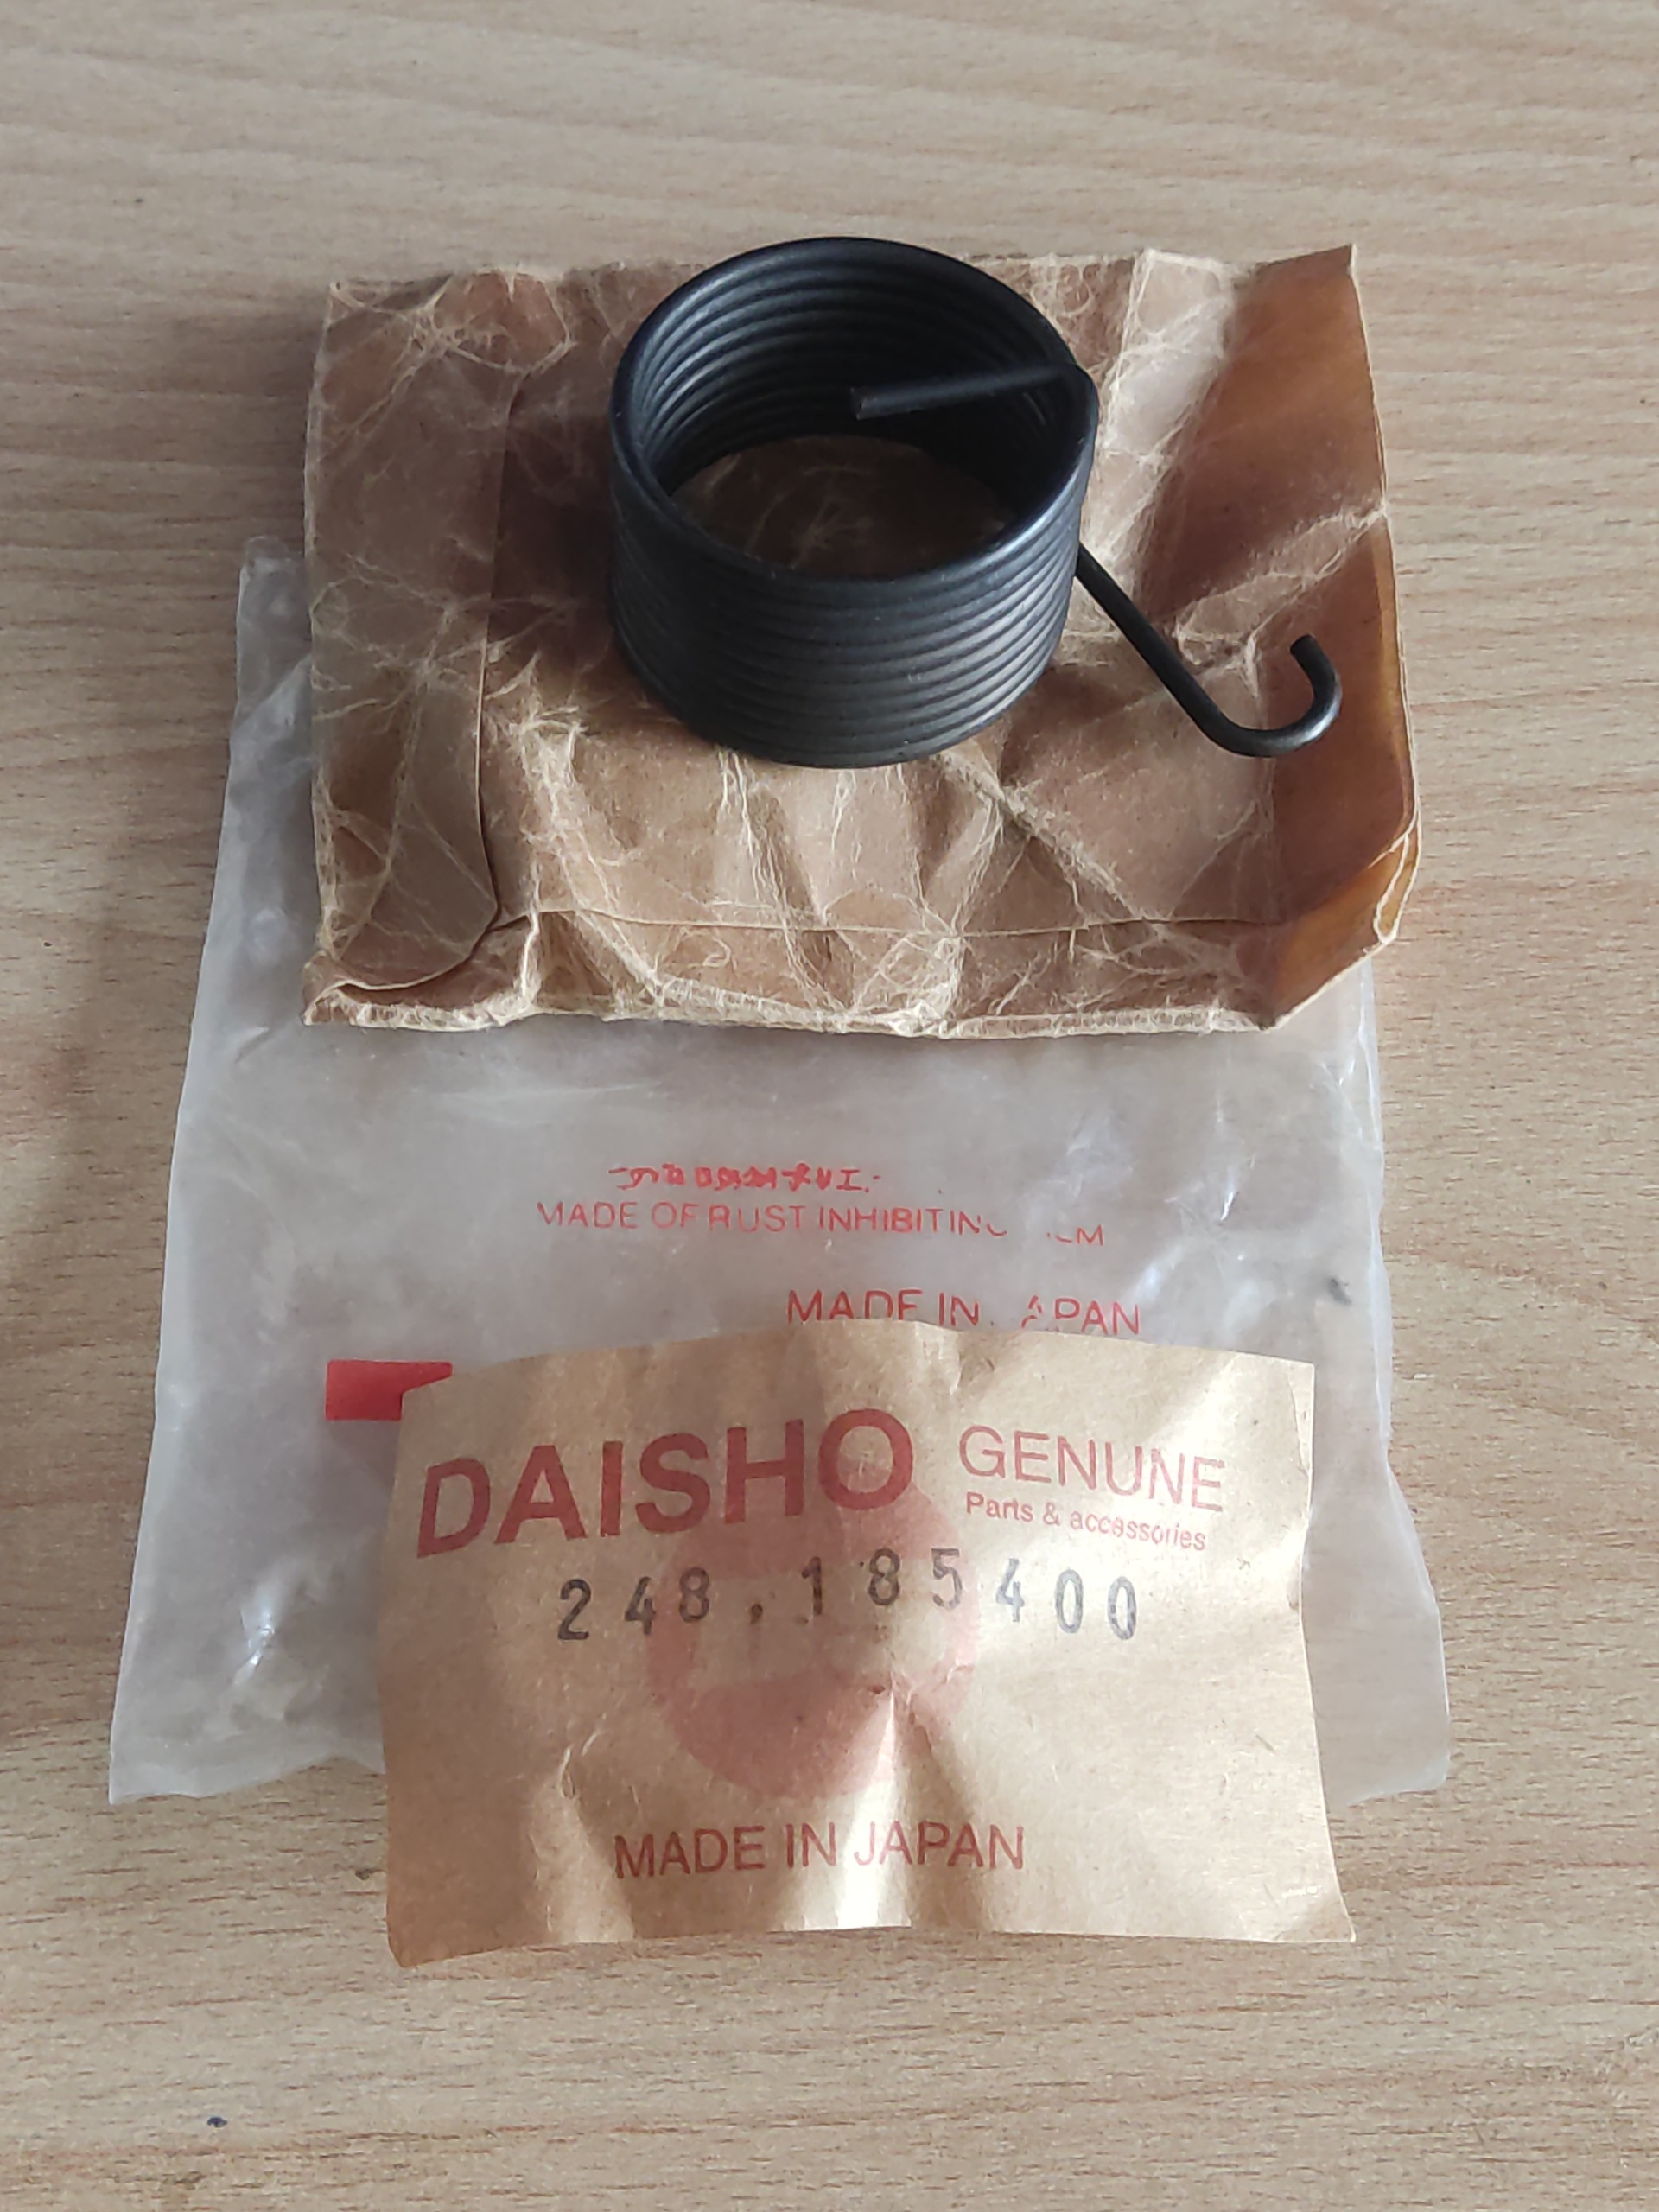 MADE OF RUST INHIBITING
MADE IN JAPAN
DAISHO GENUNE
Parts & accessories
248,185400
MADE IN JAPAN